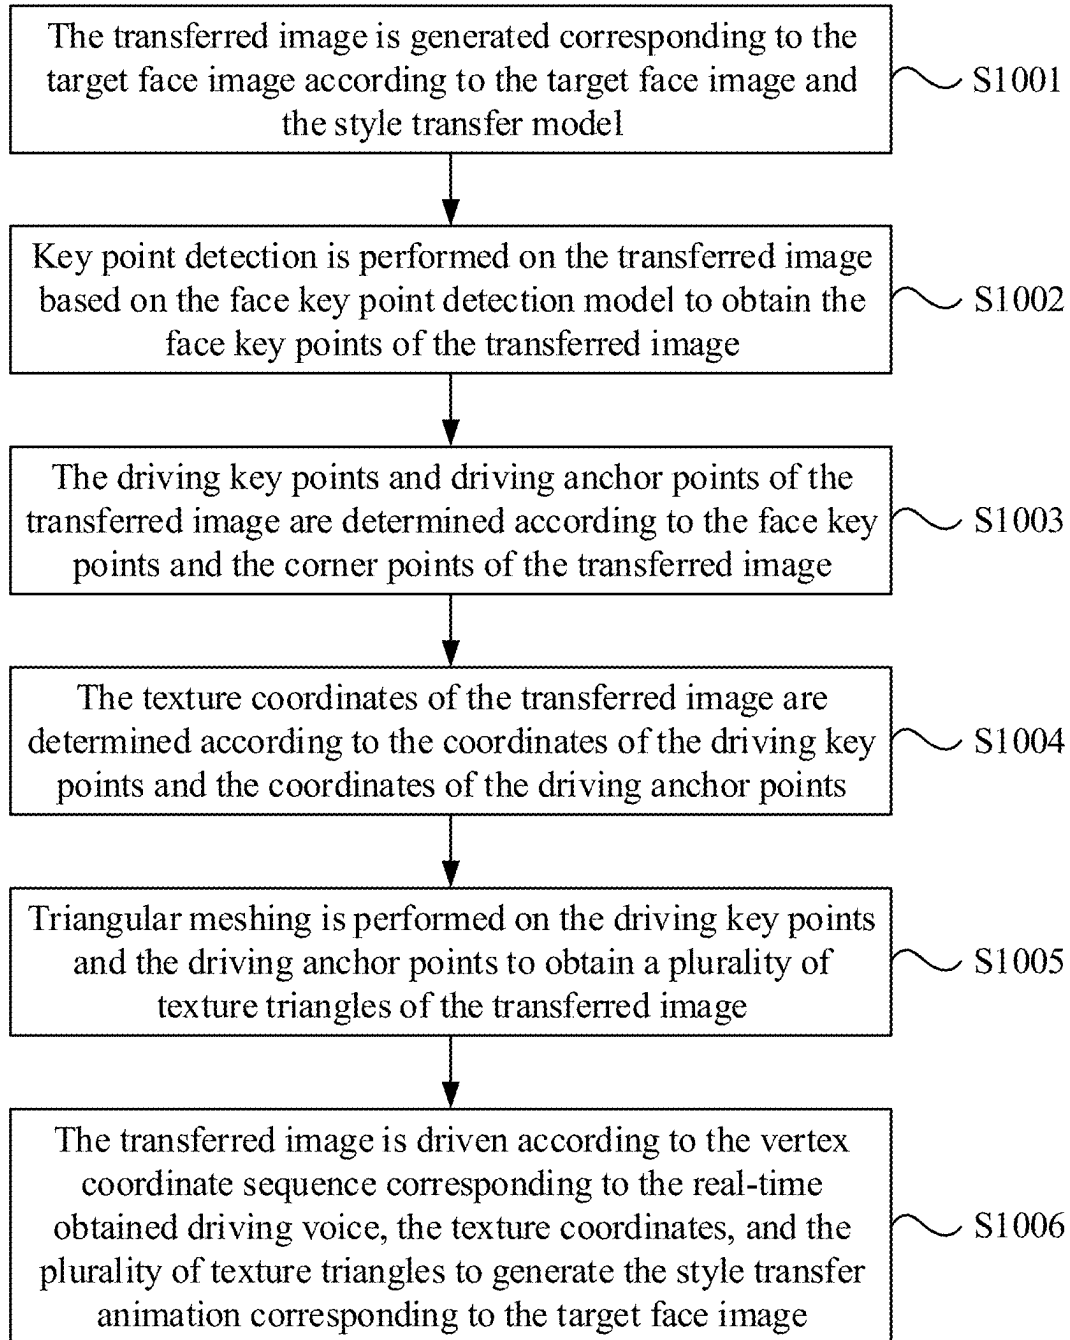 The transferred image is generated corresponding to the
target face image according to the target face image and
the style transfer model
S1001
Key point detection is performed on the transferred image
based on the face key point detection model to obtain the
face key points of the transferred image
S1002
The driving key points and driving anchor points of the
transferred image are determined according to the face key
points and the corner points of the transferred image
S1003
The texture coordinates of the transferred image are
determined according to the coordinates of the driving key
points and the coordinates of the driving anchor points
S1004
Triangular meshing is performed on the driving key points
and the driving anchor points to obtain a plurality of
texture triangles of the transferred image
S1005
The transferred image is driven according to the vertex
coordinate sequence corresponding to the real-time
obtained driving voice, the texture coordinates, and the
plurality of texture triangles to generate the style transfer
animation corresponding to the target face image
S1006